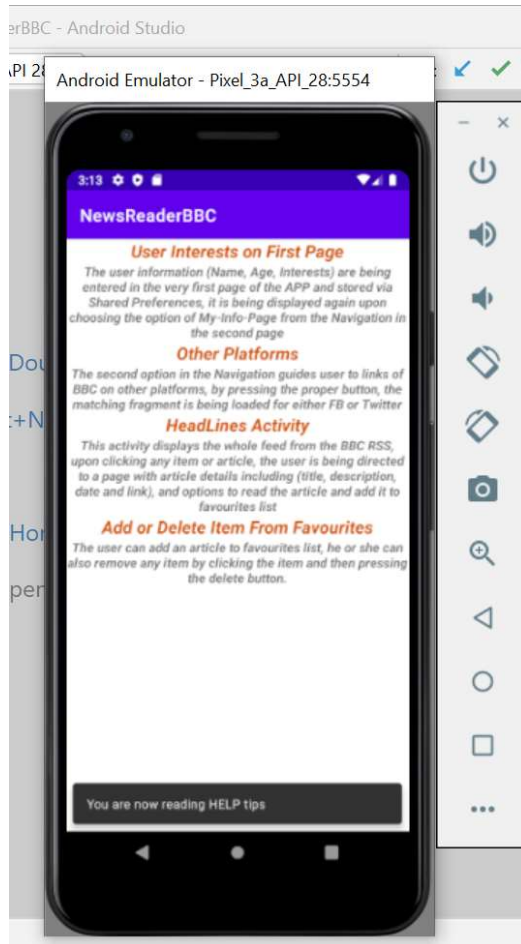 erBBC - Android Studio
API 28
Android Emulator - Pixel_3a_API_28:5554
3:13
NewsReaderBBC
User Interests on First Page
The user information (Name, Age, Interests) are being
entered in the very first page of the APP and stored via
Shared Preferences, it is being displayed again upon
choosing the option of My-Info-Page from the Navigation in
the second page
Other Platforms
The second option in the Navigation guides user to links of
BBC on other platforms, by pressing the proper button, the
matching fragment is being loaded for either FB or Twitter
HeadLines Activity
This activity displays the whole feed from the BBC RSS,
upon clicking any item or article, the user is being directed
to a page with article details including (title, description,
date and link), and options to read the article and add it to
favourites list
Add or Delete Item From Favourites
The user can add an article to favourites list, he or she can
also remove any item by clicking the item and then pressing
the delete button.
You are now reading HELP tips
Dou
t+N
Hor
per